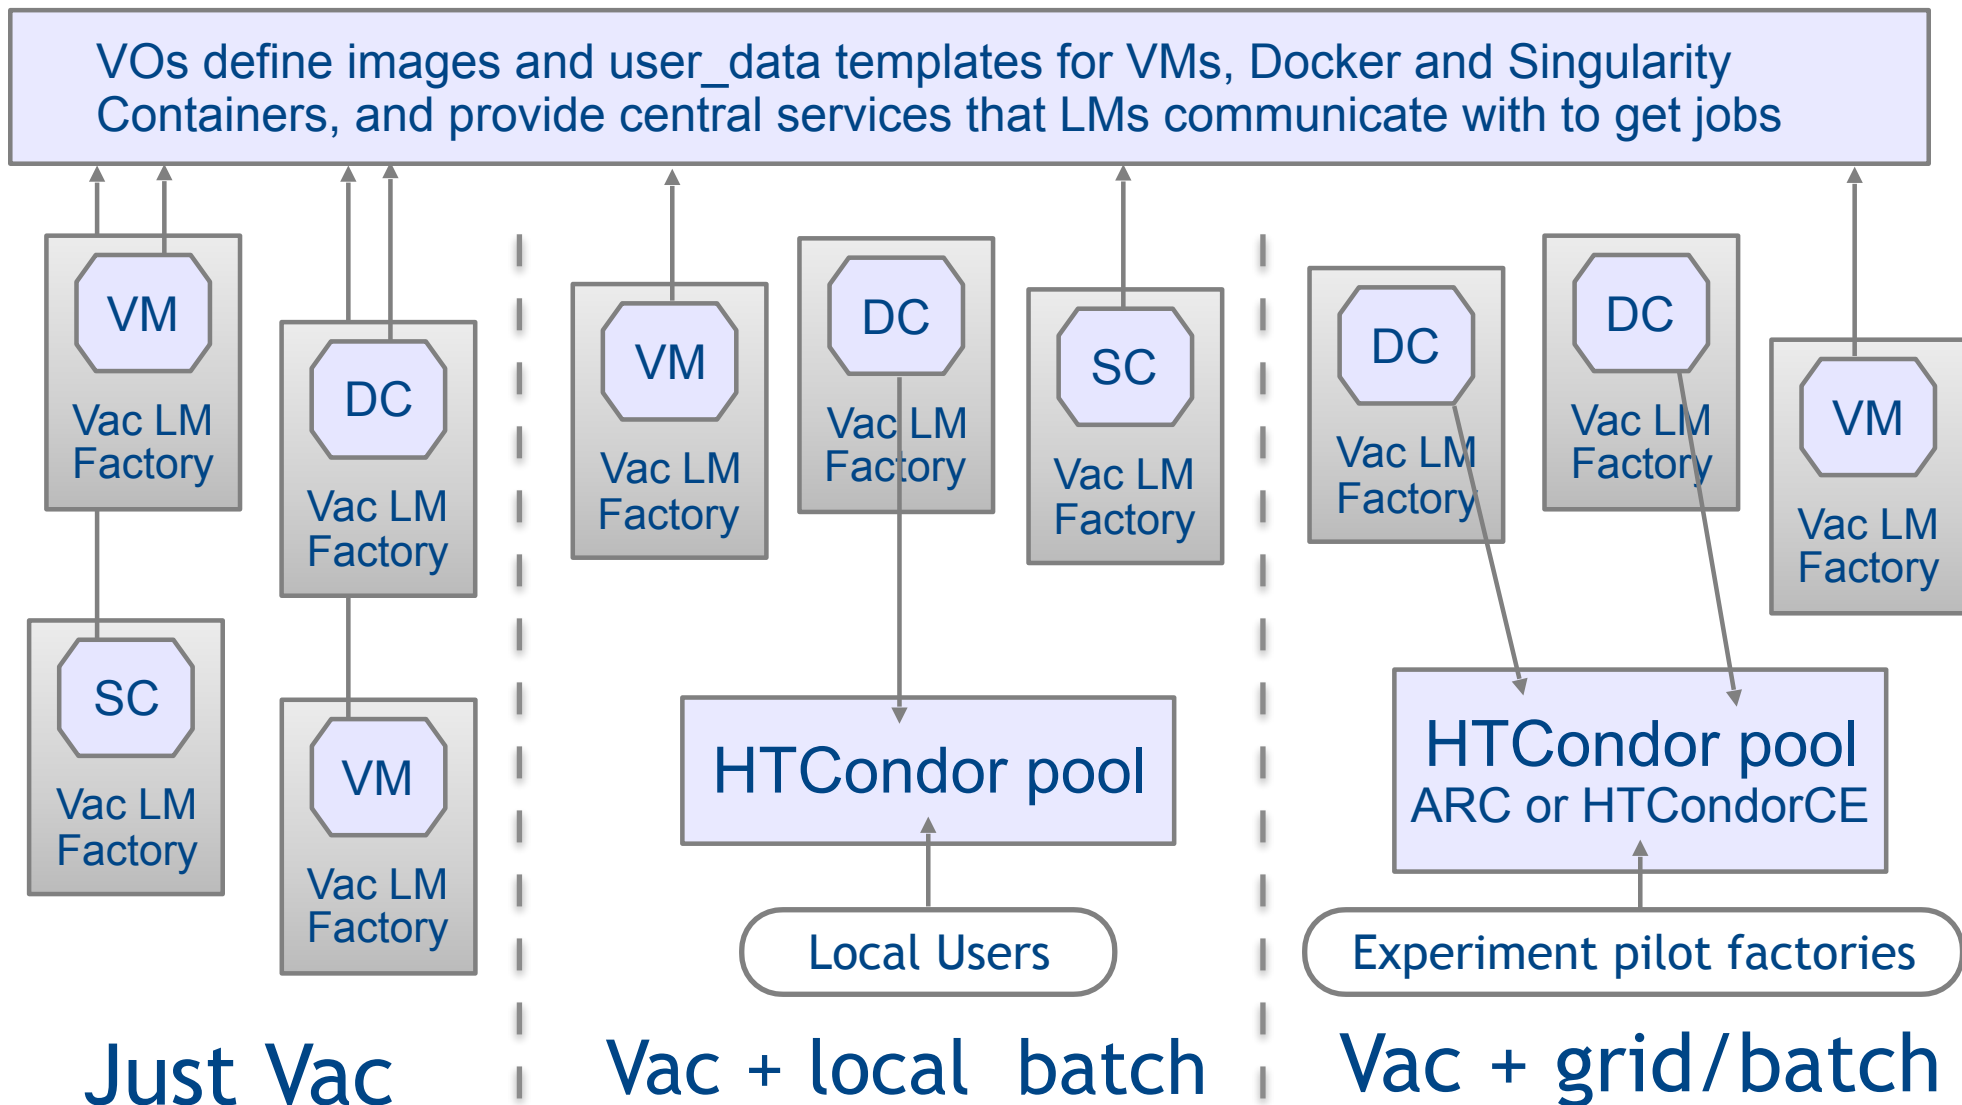 VOs define images and user_data templates for VMs, Docker and Singularity
Containers, and provide central services that LMs communicate with to get jobs
VM
Vac LM
Factory
SC
Vac LM
Factory
DC
Vac LM
Factory
VM
Vac LM
Factory
Just Vac
VM
Vac LM
Factory
DC
Vac LM
Factory
SC
Vac LM
Factory
HTCondor pool
Local Users
Vac + local batch
DC
Vac LM
Factory
DC
Vac LM
Factory
VM
Vac LM
Factory
HTCondor pool
ARC or HTCondorCE
Experiment pilot factories
Vac + grid/batch